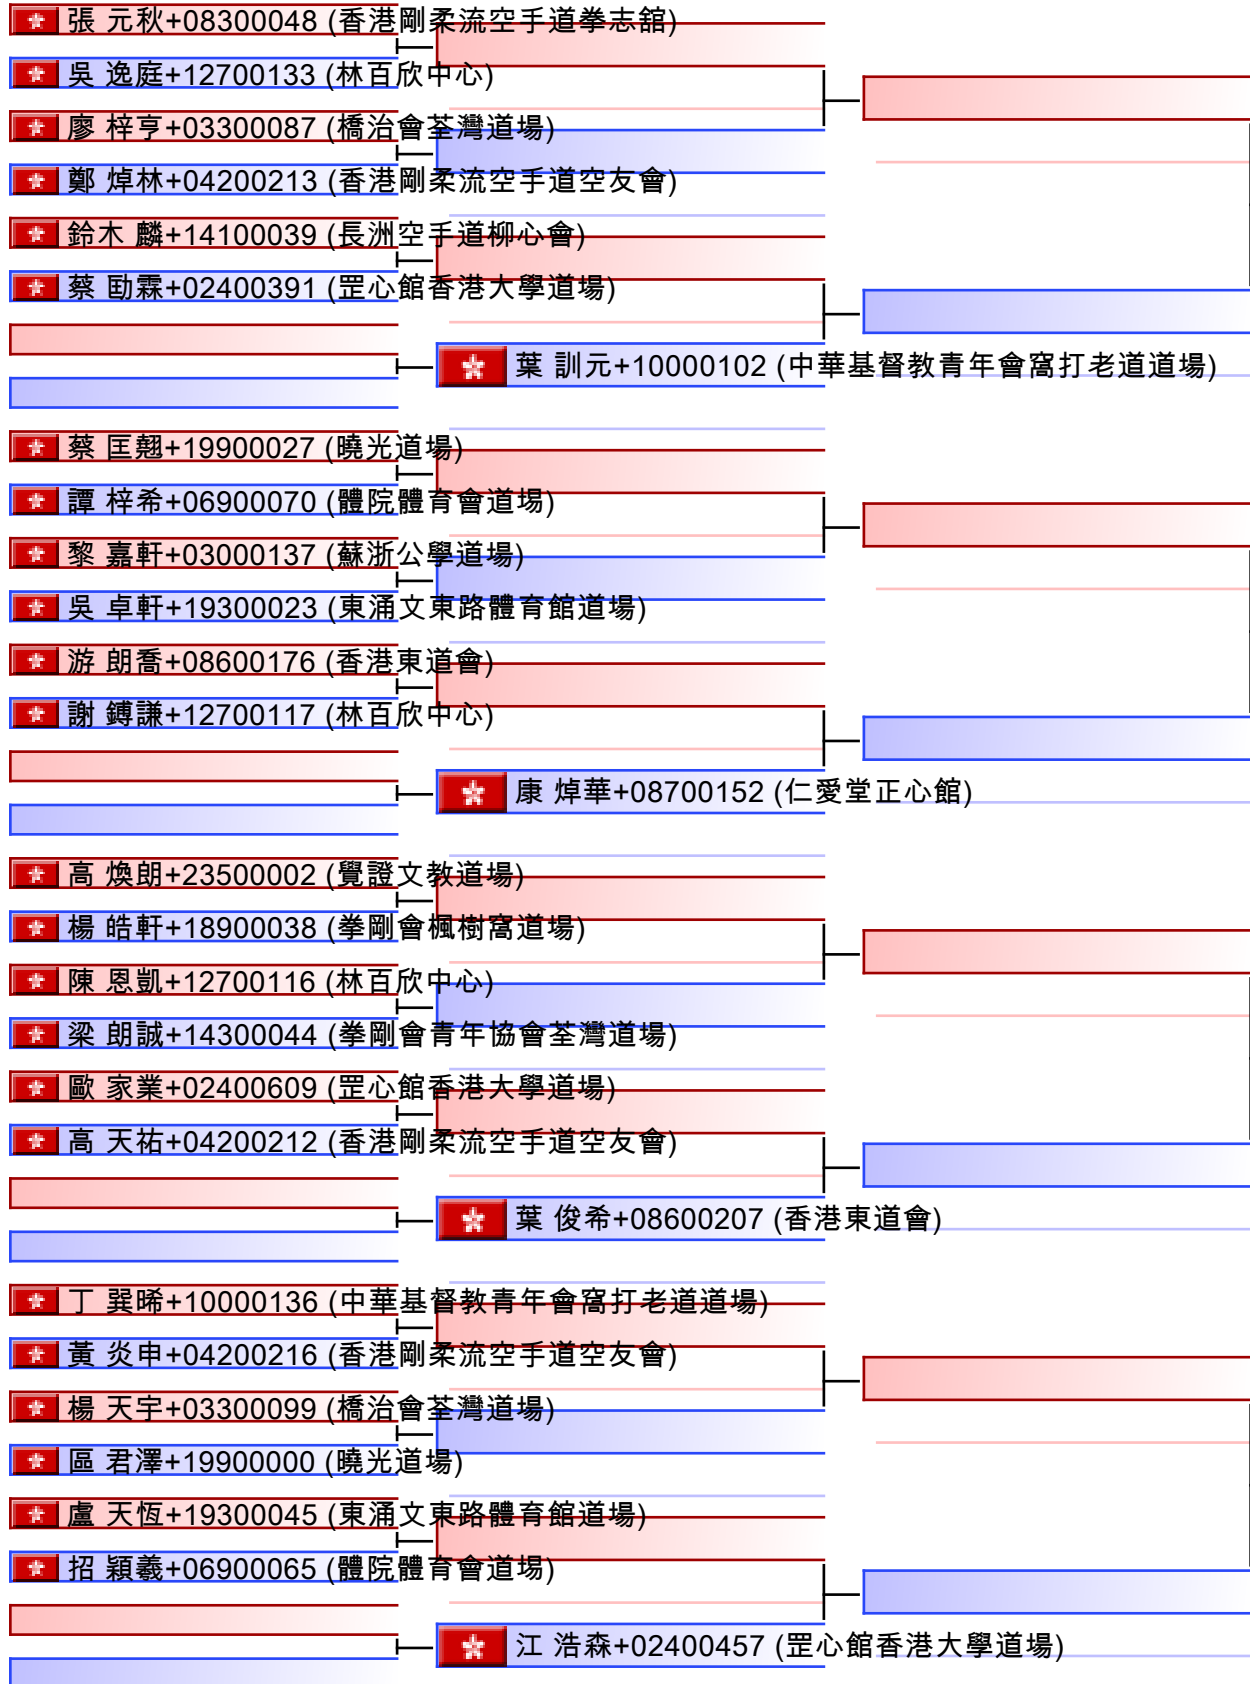 張 元秋+08300048 (香港剛柔流空手道拳志舘)
吳 逸庭+12700133 (林百欣中心)
廖 梓亨+03300087 (橋治會荃灣道場)
鄭 焯林+04200213 (香港剛柔流空手道空友會)
鈴木 麟+14100039 (長洲空手道柳心會)
蔡 勖霖+02400391 (罡心館香港大學道場)
葉 訓元+10000102 (中華基督教青年會窩打老道道場)
蔡 匡翹+19900027 (曉光道場)
譚 梓希+06900070 (體院體育會道場)
黎 嘉軒+03000137 (蘇浙公學道場)
吳 卓軒+19300023 (東涌文東路體育館道場)
游 朗喬+08600176 (香港東道會)
謝 鎛謙+12700117 (林百欣中心)
康 焯華+08700152 (仁愛堂正心館)
高 煥朗+23500002 (覺證文教道場)
楊 皓軒+18900038 (拳剛會楓樹窩道場)
陳 恩凱+12700116 (林百欣中心)
梁 朗誠+14300044 (拳剛會青年協會荃灣道場)
歐 家業+02400609 (罡心館香港大學道場)
高 天祐+04200212 (香港剛柔流空手道空友會)
葉 俊希+08600207 (香港東道會)
丁 巽晞+10000136 (中華基督教青年會窩打老道道場)
黃 炎申+04200216 (香港剛柔流空手道空友會)
楊 天宇+03300099 (橋治會荃灣道場)
區 君澤+19900000 (曉光道場)
盧 天恆+19300045 (東涌文東路體育館道場)
招 穎羲+06900065 (體院體育會道場)
江 浩森+02400457 (罡心館香港大學道場)